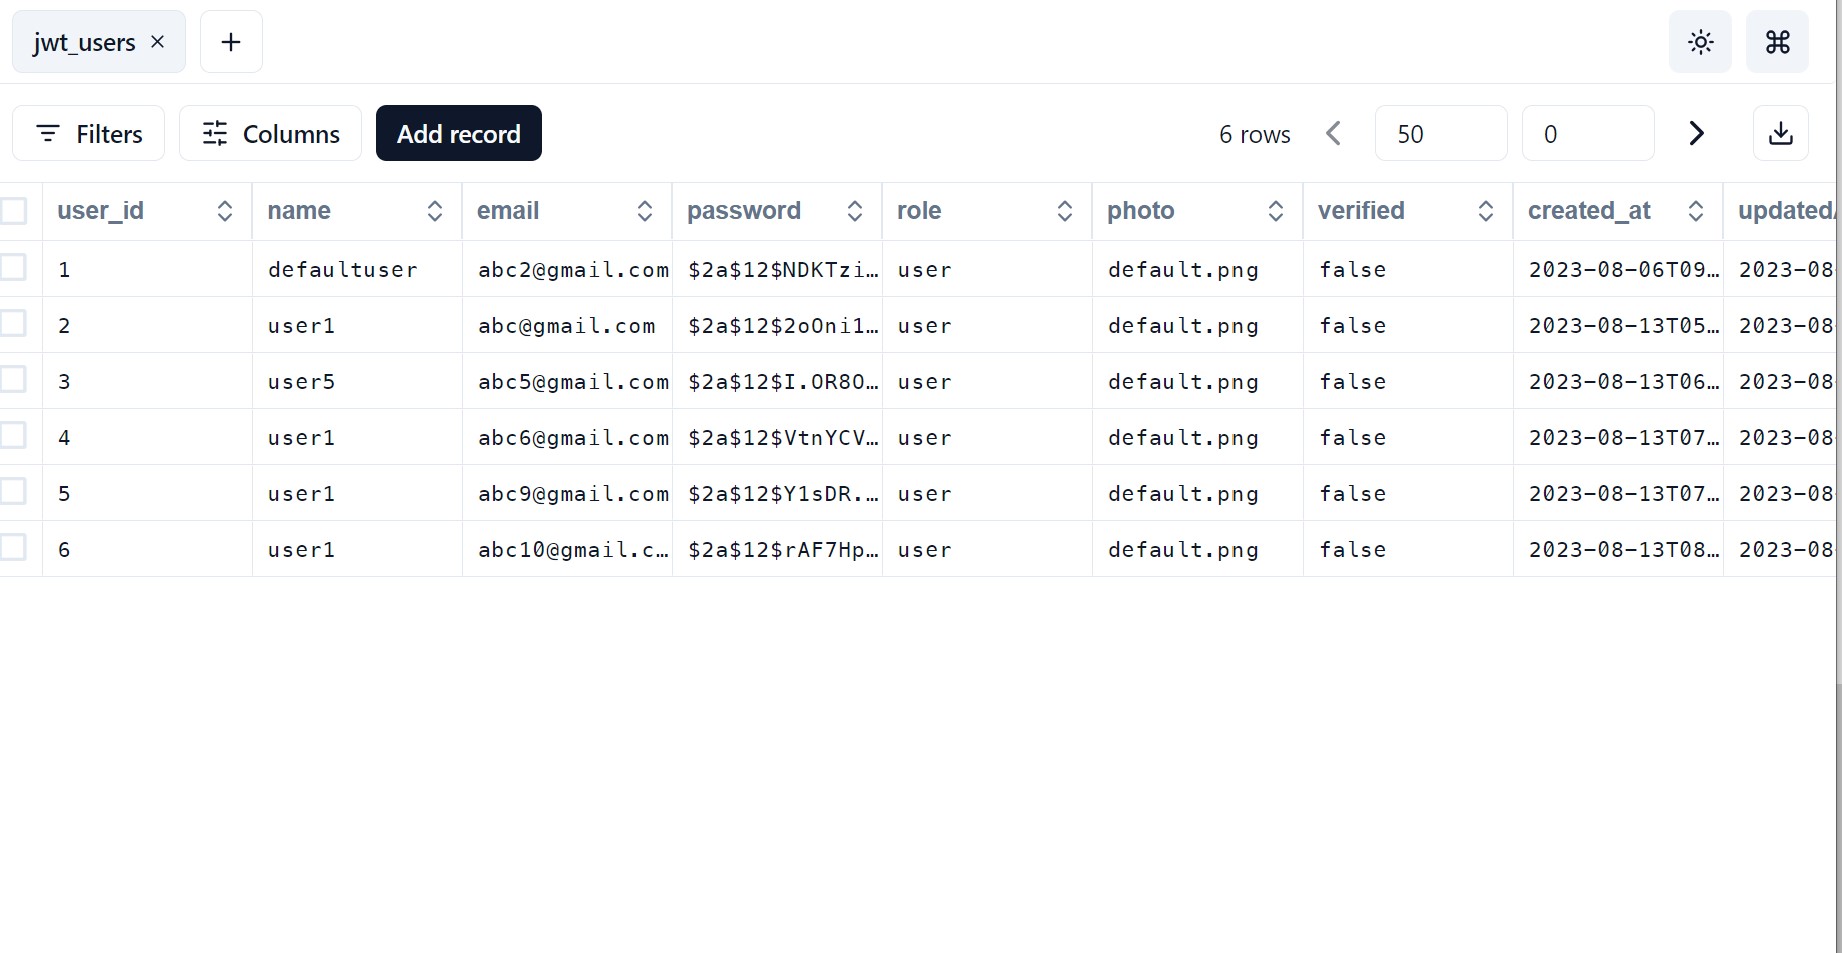 jwt_users
Filters Columns Add record 6 rows 50 0
user_id name email password role photo verified created_at updatedA
1 defaultuser abc2@gmail.com $2a$12$NDKTzi… user default.png false 2023-08-06T09… 2023-08-
2 user1 abc@gmail.com $2a$12$2oOni1… user default.png false 2023-08-13T05… 2023-08-
3 user5 abc5@gmail.com $2a$12$I.OR8O… user default.png false 2023-08-13T06… 2023-08-
4 user1 abc6@gmail.com $2a$12$VtnYCV… user default.png false 2023-08-13T07… 2023-08-
5 user1 abc9@gmail.com $2a$12$Y1sDR.… user default.png false 2023-08-13T07… 2023-08-
6 user1 abc10@gmail.c… $2a$12$rAF7Hp… user default.png false 2023-08-13T08… 2023-08-